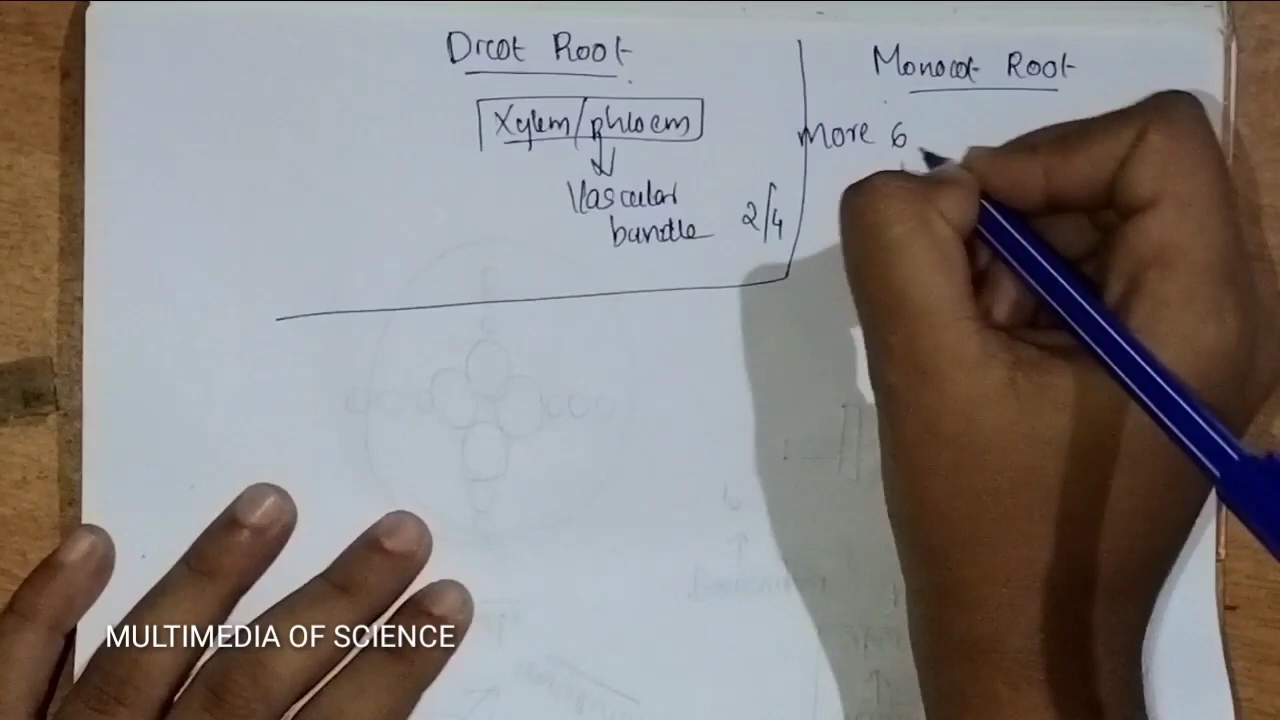 Dicot Root
Monocot Root
Xylem/phloem
More 6
Vascular
bundle 2/4
MULTIMEDIA OF SCIENCE